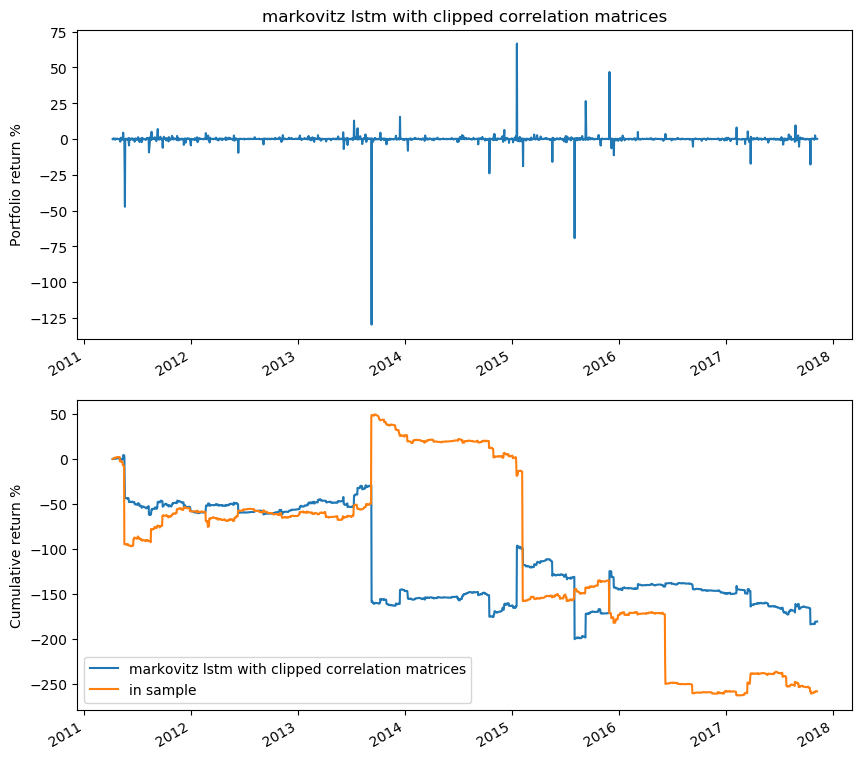 markovitz lstm with clipped correlation matrices
75
50
25
0
−25
−50
−75
−100
−125
Portfolio return %
2011 2012 2013 2014 2015 2016 2017 2018
50
0
−50
−100
−150
−200
−250
Cumulative return %
markovitz lstm with clipped correlation matrices
in sample
2011 2012 2013 2014 2015 2016 2017 2018